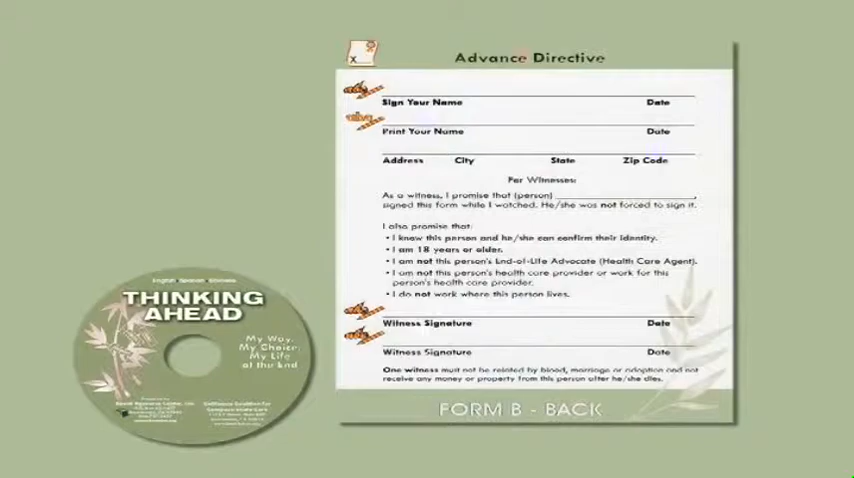 Advance Directive
X
Sign Your Name Date
Print Your Name Date
Address City State Zip Code
For Witnesses:
As a witness, I promise that (person) ,
signed this form while I watched. He/she was not forced to sign it.
I also promise that:
• I know this person and he/she can confirm their identity.
• I am 18 years or older.
• I am not this person's End-of-Life Advocate (Health Care Agent).
• I am not this person's health care provider or work for this
person's health care provider.
• I do not work where this person lives.
Witness Signature Date
Witness Signature Date
One witness must not be related by blood, marriage or adoption and not
receive any money or property from this person after he/she dies.
FORM B - BACK
English Spanish
THINKING
AHEAD
My Way,
My Choice,
My Life
at the End